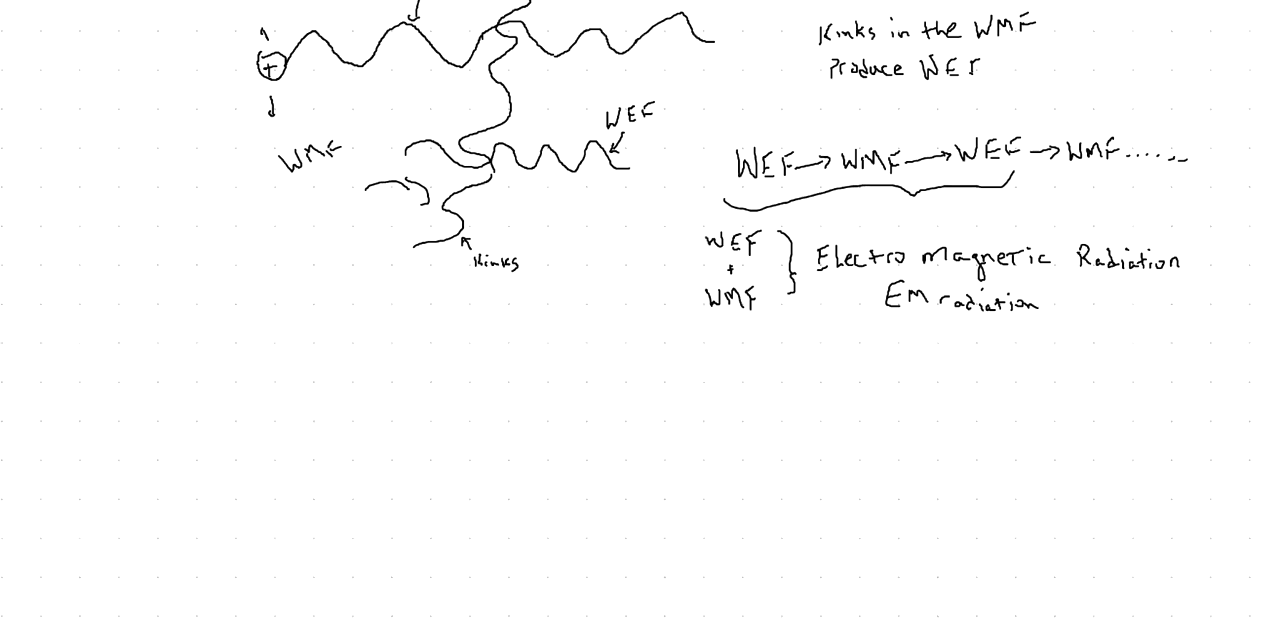 +
Kinks in the WMF
Produce WEF
WEF
WMF
WEF → WMF → WEF → WMF ......
Kinks
WEF
+
WMF
Electro Magnetic Radiation
EM radiation